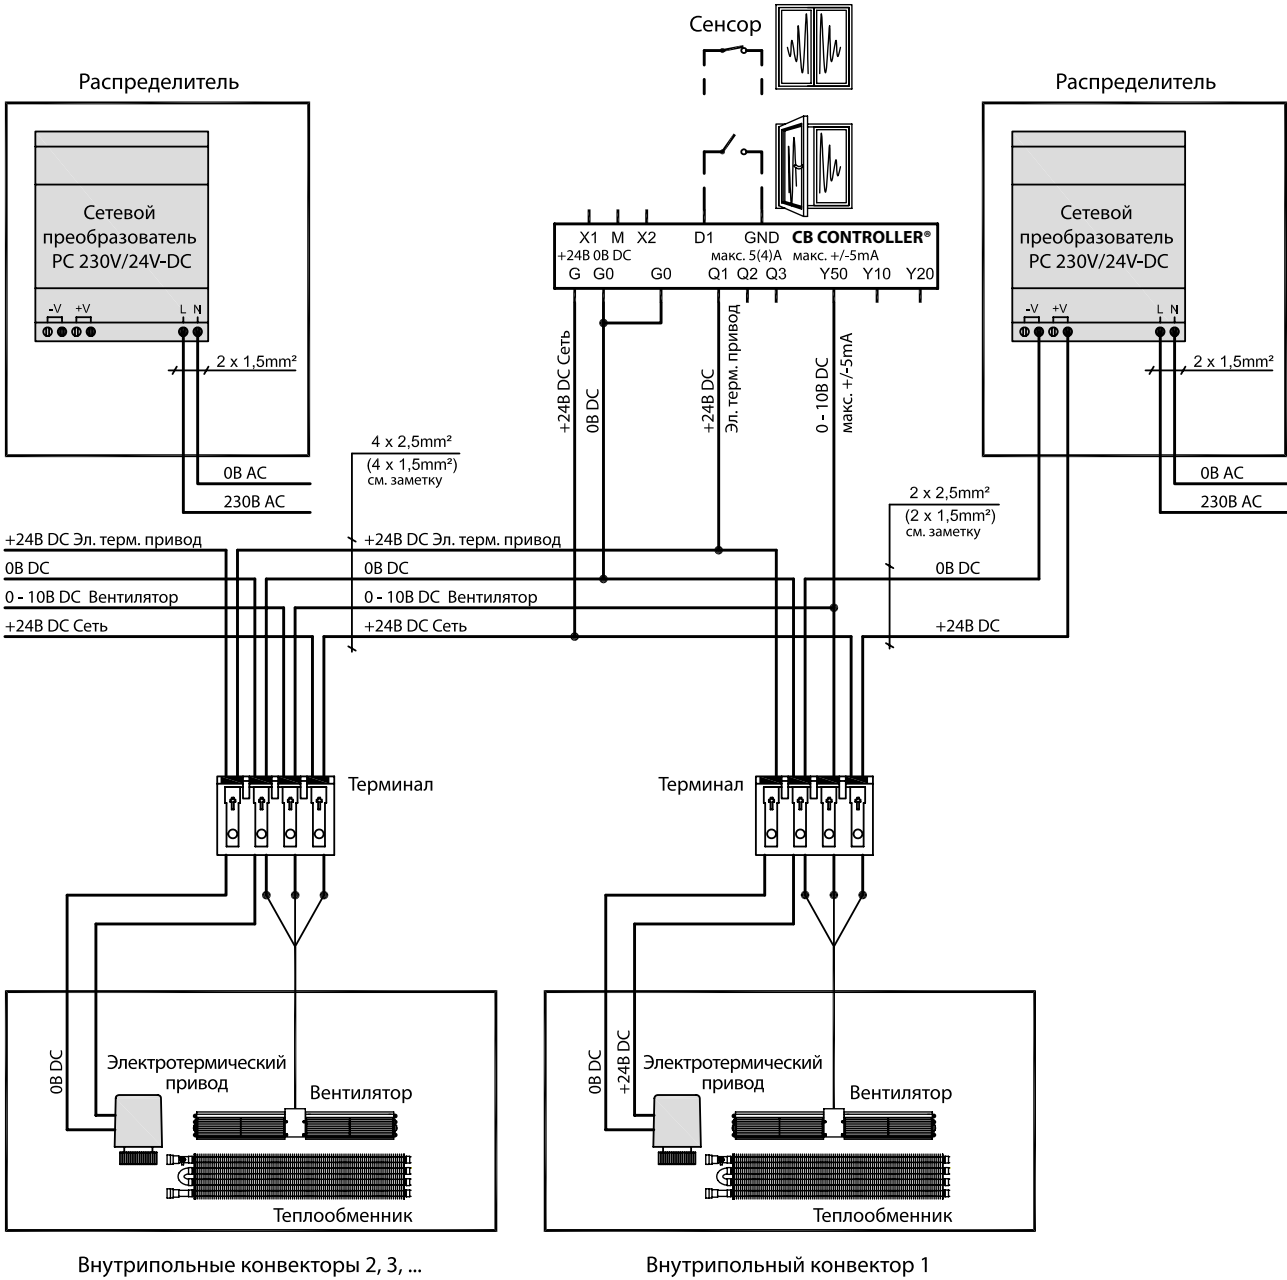 Сенсор
Распределитель
Распределитель
Сетевой
преобразователь
PC 230V/24V-DC
-V +V L N
2 x 1,5mm²
0В AC
230В AC
X1 M X2 D1 GND CB CONTROLLER®
+24В 0В DC макс. 5(4)A макс. +/-5mA
G G0 G0 Q1 Q2 Q3 Y50 Y10 Y20
+24В DC Сеть
0В DC
+24В DC
Эл. терм. привод
0 - 10В DC
макс. +/-5mA
Сетевой
преобразователь
PC 230V/24V-DC
-V +V L N
2 x 1,5mm²
0В AC
230В AC
4 x 2,5mm²
(4 x 1,5mm²)
см. заметку
2 x 2,5mm²
(2 x 1,5mm²)
см. заметку
+24В DC Эл. терм. привод
0В DC
0 - 10В DC Вентилятор
+24В DC Сеть
+24В DC Эл. терм. привод
0В DC
0 - 10В DC Вентилятор
+24В DC Сеть
0В DC
+24В DC
Терминал
Терминал
0В DC
Электротермический
привод
Вентилятор
Теплообменник
0В DC
+24В DC
Электротермический
привод
Вентилятор
Теплообменник
Внутрипольные конвекторы 2, 3, ...
Внутрипольный конвектор 1